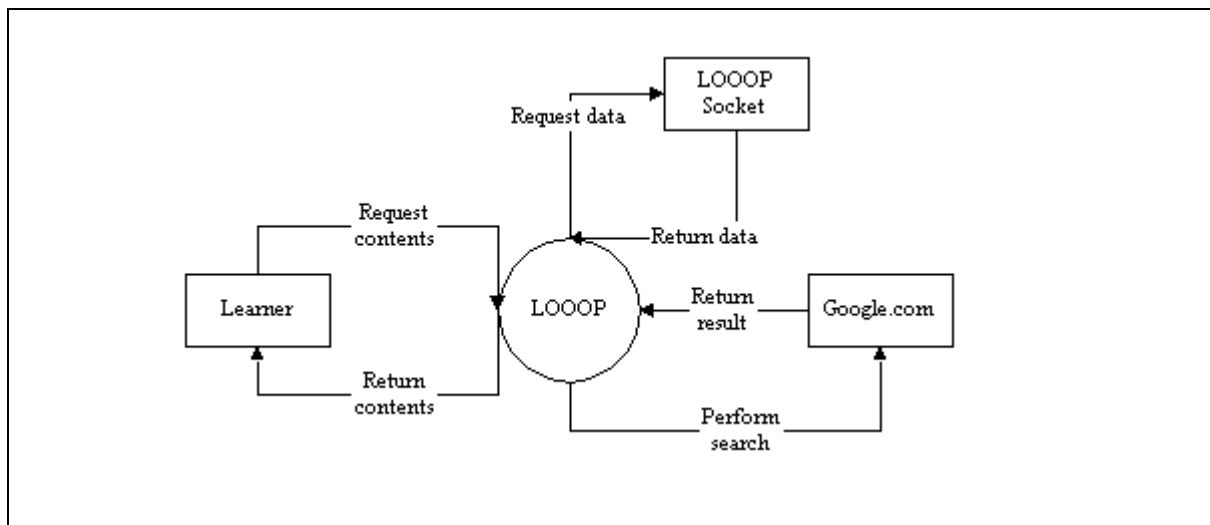 LOOOP
Socket
Request data
Request
contents
Return data
Learner
LOOOP
Return
result
Google.com
Return
contents
Perform
search